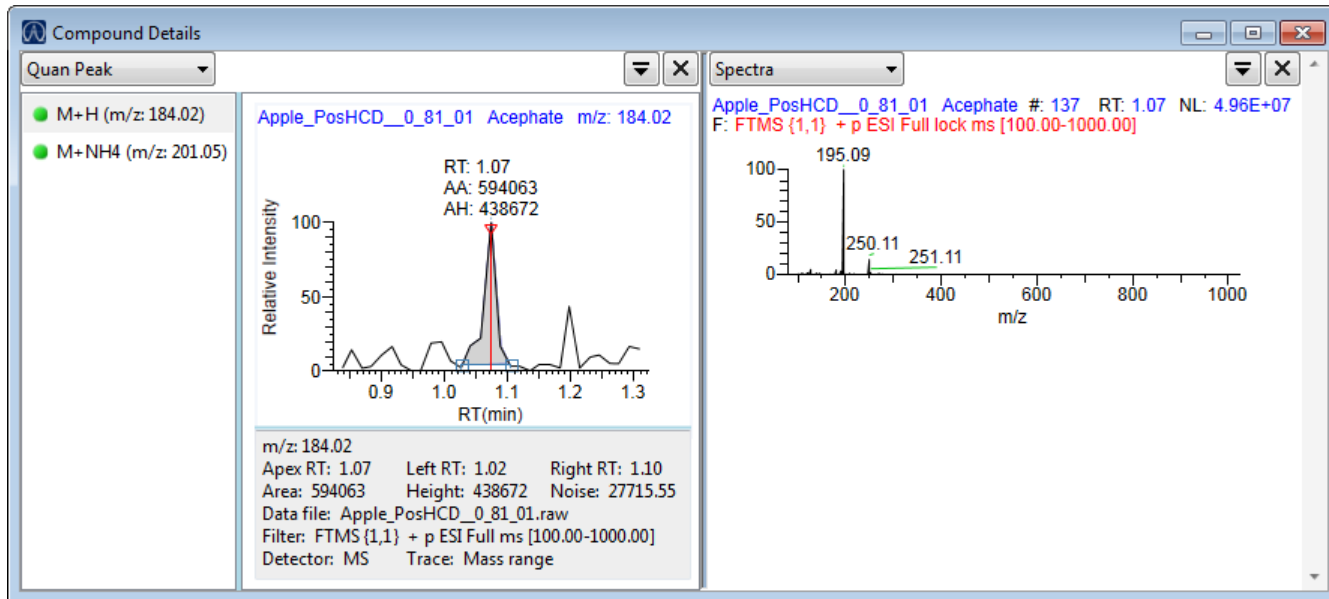 Compound Details
Quan Peak
M+H (m/z: 184.02)
M+NH4 (m/z: 201.05)
Apple_PosHCD__0_81_01 Acephate m/z: 184.02
RT: 1.07
AA: 594063
AH: 438672
Relative Intensity
100
50
0
0.9 1.0 1.1 1.2 1.3
RT(min)
m/z: 184.02
Apex RT: 1.07 Left RT: 1.02 Right RT: 1.10
Area: 594063 Height: 438672 Noise: 27715.55
Data file: Apple_PosHCD__0_81_01.raw
Filter: FTMS {1,1} + p ESI Full ms [100.00-1000.00]
Detector: MS Trace: Mass range
Spectra
Apple_PosHCD__0_81_01 Acephate #: 137 RT: 1.07 NL: 4.96E+07
F: FTMS {1,1} + p ESI Full lock ms [100.00-1000.00]
195.09
100
50
250.11
251.11
0
200 400 600 800 1000
m/z